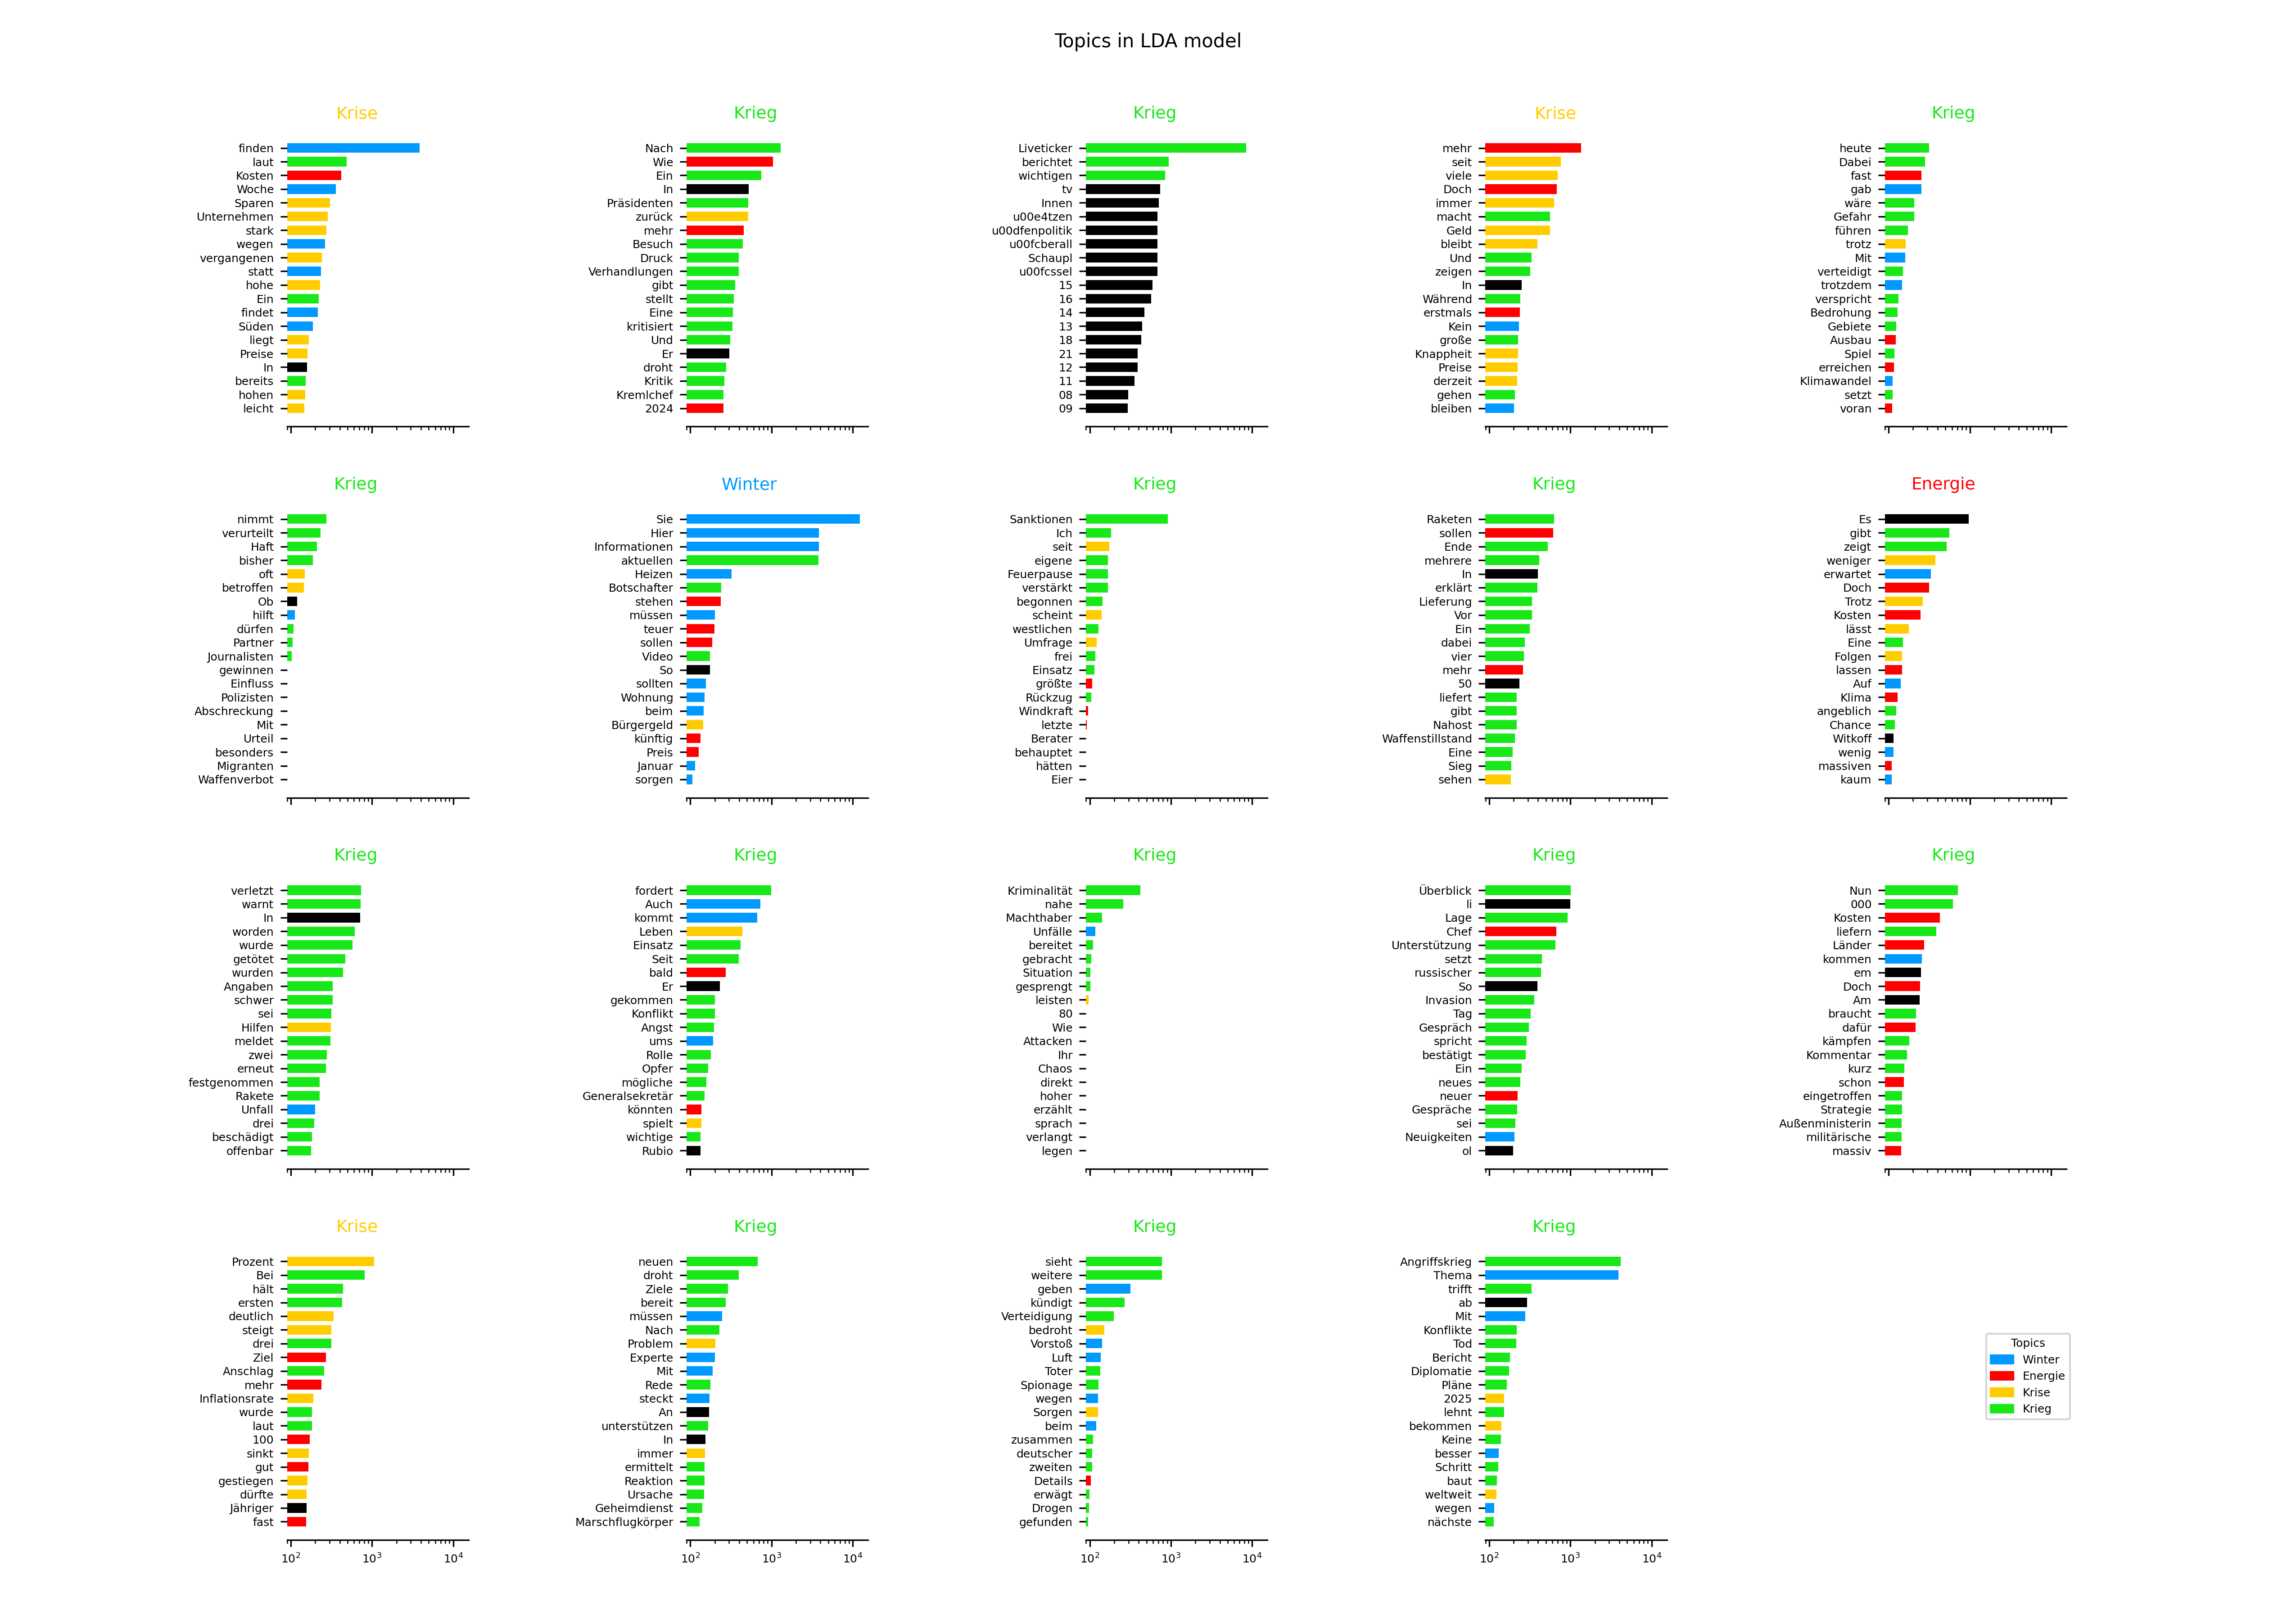 Topics in LDA model
Krise
finden
laut
Kosten
Woche
Sparen
Unternehmen
stark
wegen
vergangenen
statt
hohe
Ein
findet
Süden
liegt
Preise
In
bereits
hohen
leicht
Krieg
Nach
Wie
Ein
In
Präsidenten
zurück
mehr
Besuch
Druck
Verhandlungen
gibt
stellt
Eine
kritisiert
Und
Er
droht
Kritik
Kremlchef
2024
Krieg
Liveticker
berichtet
wichtigen
tv
Innen
u00e4tzen
u00dfenpolitik
u00fcberall
Schaupl
u00fcssel
15
16
14
13
18
21
12
11
08
09
Krise
mehr
seit
viele
Doch
immer
macht
Geld
bleibt
Und
zeigen
In
Während
erstmals
Kein
große
Knappheit
Preise
derzeit
gehen
bleiben
Krieg
heute
Dabei
fast
gab
wäre
Gefahr
führen
trotz
Mit
verteidigt
trotzdem
verspricht
Bedrohung
Gebiete
Ausbau
Spiel
erreichen
Klimawandel
setzt
voran
Krieg
nimmt
verurteilt
Haft
bisher
oft
betroffen
Ob
hilft
dürfen
Partner
Journalisten
gewinnen
Einfluss
Polizisten
Abschreckung
Mit
Urteil
besonders
Migranten
Waffenverbot
Winter
Sie
Hier
Informationen
aktuellen
Heizen
Botschafter
stehen
müssen
teuer
sollen
Video
So
sollten
Wohnung
beim
Bürgergeld
künftig
Preis
Januar
sorgen
Krieg
Sanktionen
Ich
seit
eigene
Feuerpause
verstärkt
begonnen
scheint
westlichen
Umfrage
frei
Einsatz
größte
Rückzug
Windkraft
letzte
Berater
behauptet
hätten
Eier
Krieg
Raketen
sollen
Ende
mehrere
In
erklärt
Lieferung
Vor
Ein
dabei
vier
mehr
50
liefert
gibt
Nahost
Waffenstillstand
Eine
Sieg
sehen
Energie
Es
gibt
zeigt
weniger
erwartet
Doch
Trotz
Kosten
lässt
Eine
Folgen
lassen
Auf
Klima
angeblich
Chance
Witkoff
wenig
massiven
kaum
Krieg
verletzt
warnt
In
worden
wurde
getötet
wurden
Angaben
schwer
sei
Hilfen
meldet
zwei
erneut
festgenommen
Rakete
Unfall
drei
beschädigt
offenbar
Krieg
fordert
Auch
kommt
Leben
Einsatz
Seit
bald
Er
gekommen
Konflikt
Angst
ums
Rolle
Opfer
mögliche
Generalsekretär
könnten
spielt
wichtige
Rubio
Krieg
Kriminalität
nahe
Machthaber
Unfälle
bereitet
gebracht
Situation
gesprengt
leisten
80
Wie
Attacken
Ihr
Chaos
direkt
hoher
erzählt
sprach
verlangt
legen
Krieg
Überblick
li
Lage
Chef
Unterstützung
setzt
russischer
So
Invasion
Tag
Gespräch
spricht
bestätigt
Ein
neues
neuer
Gespräche
sei
Neuigkeiten
ol
Krieg
Nun
000
Kosten
liefern
Länder
kommen
em
Doch
Am
braucht
dafür
kämpfen
Kommentar
kurz
schon
eingetroffen
Strategie
Außenministerin
militärische
massiv
Krise
Prozent
Bei
hält
ersten
deutlich
steigt
drei
Ziel
Anschlag
mehr
Inflationsrate
wurde
laut
100
sinkt
gut
gestiegen
dürfte
Jähriger
fast
10² 10³ 10⁴
Krieg
neuen
droht
Ziele
bereit
müssen
Nach
Problem
Experte
Mit
Rede
steckt
An
unterstützen
In
immer
ermittelt
Reaktion
Ursache
Geheimdienst
Marschflugkörper
10² 10³ 10⁴
Krieg
sieht
weitere
geben
kündigt
Verteidigung
bedroht
Vorstoß
Luft
Toter
Spionage
wegen
Sorgen
beim
zusammen
deutscher
zweiten
Details
erwägt
Drogen
gefunden
10² 10³ 10⁴
Krieg
Angriffskrieg
Thema
trifft
ab
Mit
Konflikte
Tod
Bericht
Diplomatie
Pläne
2025
lehnt
bekommen
Keine
besser
Schritt
baut
weltweit
wegen
nächste
10² 10³ 10⁴
Topics
Winter
Energie
Krise
Krieg